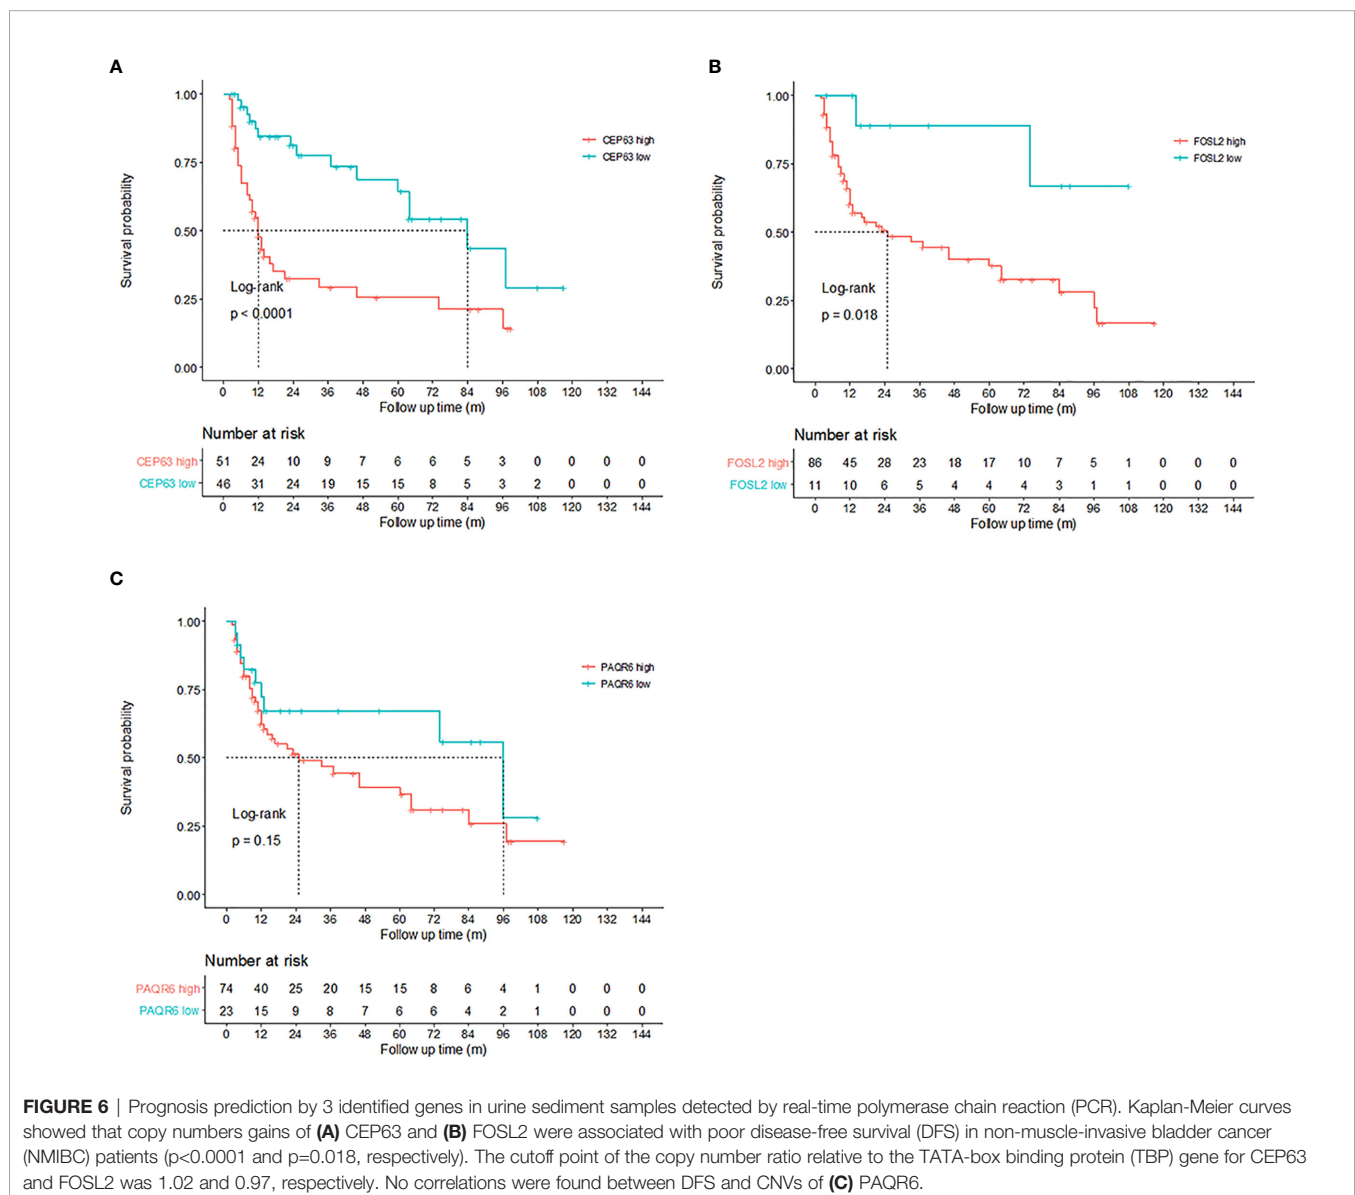 A
1.00
0.75
0.50
0.25
0.00
Survival probability
CEP63 high
CEP63 low
Log-rank
p < 0.0001
0 12 24 36 48 60 72 84 96 108 120 132 144
Follow up time (m)
Number at risk
CEP63 high 51 24 10 9 7 6 6 5 3 0 0 0 0
CEP63 low 46 31 24 19 15 15 8 5 3 2 0 0 0
0 12 24 36 48 60 72 84 96 108 120 132 144
Follow up time (m)
B
1.00
0.75
0.50
0.25
0.00
Survival probability
FOSL2 high
FOSL2 low
Log-rank
p = 0.018
0 12 24 36 48 60 72 84 96 108 120 132 144
Follow up time (m)
Number at risk
FOSL2 high 86 45 28 23 18 17 10 7 5 1 0 0 0
FOSL2 low 11 10 6 5 4 4 4 3 1 1 0 0 0
0 12 24 36 48 60 72 84 96 108 120 132 144
Follow up time (m)
C
1.00
0.75
0.50
0.25
0.00
Survival probability
PAQR6 high
PAQR6 low
Log-rank
p = 0.15
0 12 24 36 48 60 72 84 96 108 120 132 144
Follow up time (m)
Number at risk
PAQR6 high 74 40 25 20 15 15 8 6 4 1 0 0 0
PAQR6 low 23 15 9 8 7 6 6 4 2 1 0 0 0
0 12 24 36 48 60 72 84 96 108 120 132 144
Follow up time (m)
FIGURE 6 | Prognosis prediction by 3 identified genes in urine sediment samples detected by real-time polymerase chain reaction (PCR). Kaplan-Meier curves
showed that copy numbers gains of (A) CEP63 and (B) FOSL2 were associated with poor disease-free survival (DFS) in non-muscle-invasive bladder cancer
(NMIBC) patients (p<0.0001 and p=0.018, respectively). The cutoff point of the copy number ratio relative to the TATA-box binding protein (TBP) gene for CEP63
and FOSL2 was 1.02 and 0.97, respectively. No correlations were found between DFS and CNVs of (C) PAQR6.